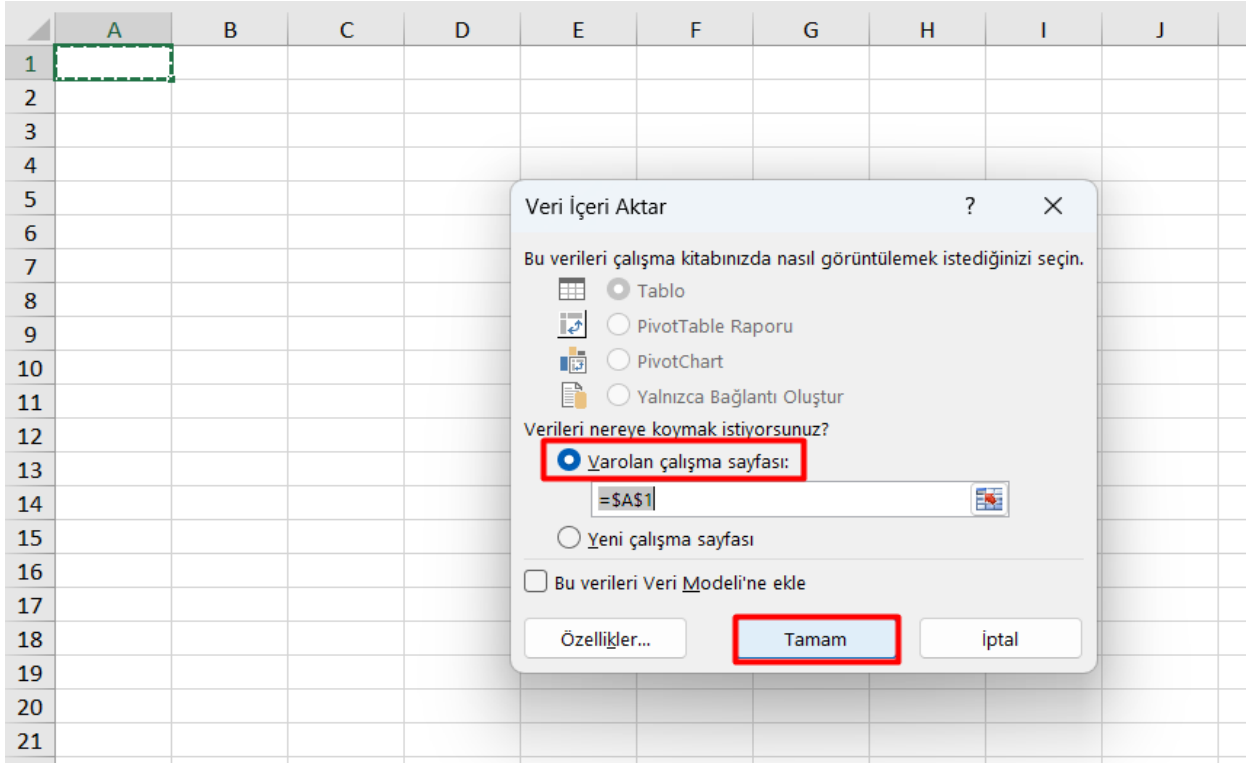 A B C D E F G H I J
1
2
3
4
5
6
7
8
9
10
11
12
13
14
15
16
17
18
19
20
21
Veri İçeri Aktar ? X
Bu verileri çalışma kitabınızda nasıl görüntülemek istediğinizi seçin.
Tablo
PivotTable Raporu
PivotChart
Yalnızca Bağlantı Oluştur
Verileri nereye koymak istiyorsunuz?
Varolan çalışma sayfası:
=$A$1
Yeni çalışma sayfası
Bu verileri Veri Modeli'ne ekle
Özellikler... Tamam İptal